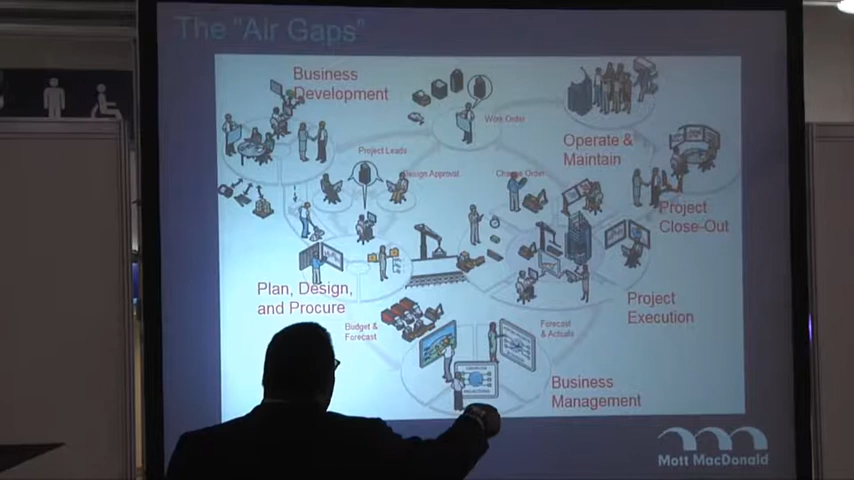 The "Air Gaps"
Business
Development
Work Order
Operate &
Maintain
Project Leads
Design Approval
Change Order
Project
Close-Out
Plan, Design,
and Procure
Project
Execution
Budget &
Forecast
Forecast
& Actuals
Business
Management
Mott MacDonald